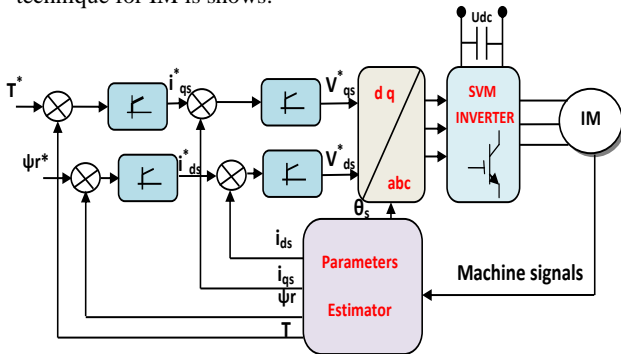 technique for IM is shows:
Udc
T*
i*qs
V*qs
d q
SVM
INVERTER
IM
ψr*
i*ds
V*ds
abc
θs
ids
Parameters
iqs
Machine signals
ψr
Estimator
T